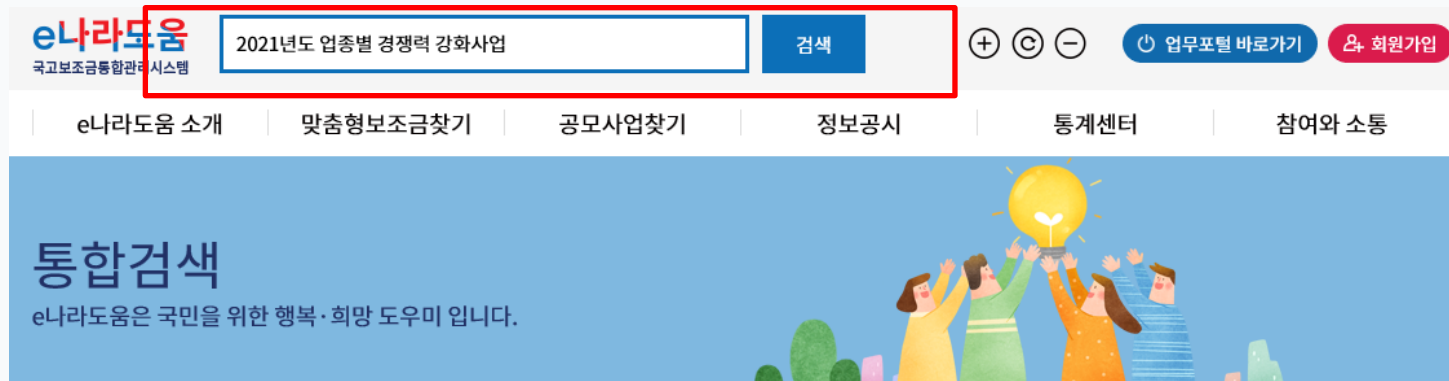 e나라도움
국고보조금통합관리시스템
2021년도 업종별 경쟁력 강화사업
검색
업무포털 바로가기
회원가입
e나라도움 소개
맞춤형보조금찾기
공모사업찾기
정보공시
통계센터
참여와 소통
통합검색
e나라도움은 국민을 위한 행복·희망 도우미 입니다.